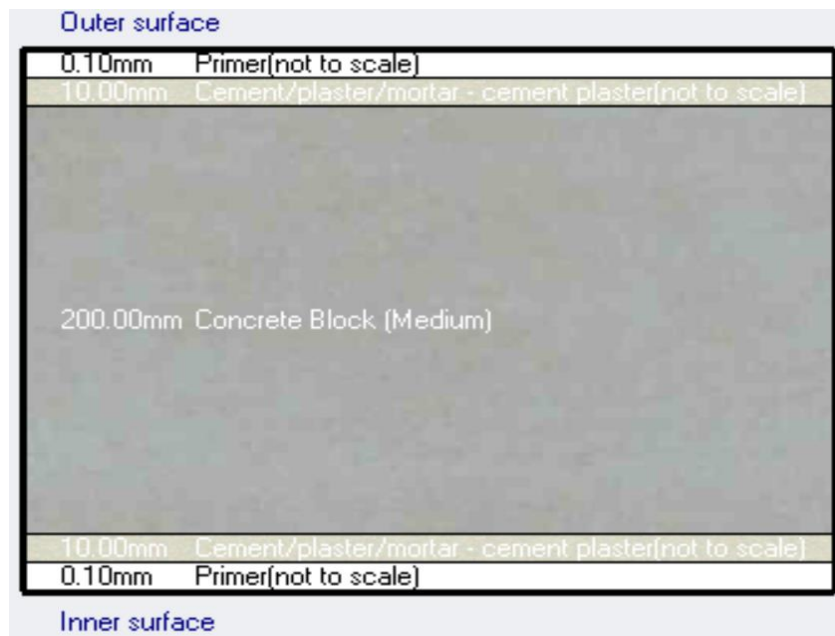 Outer surface
0.10mm Primer(not to scale)
10.00mm Cement/plaster/mortar - cement plaster(not to scale)
200.00mm Concrete Block (Medium)
10.00mm Cement/plaster/mortar - cement plaster(not to scale)
0.10mm Primer(not to scale)
Inner surface